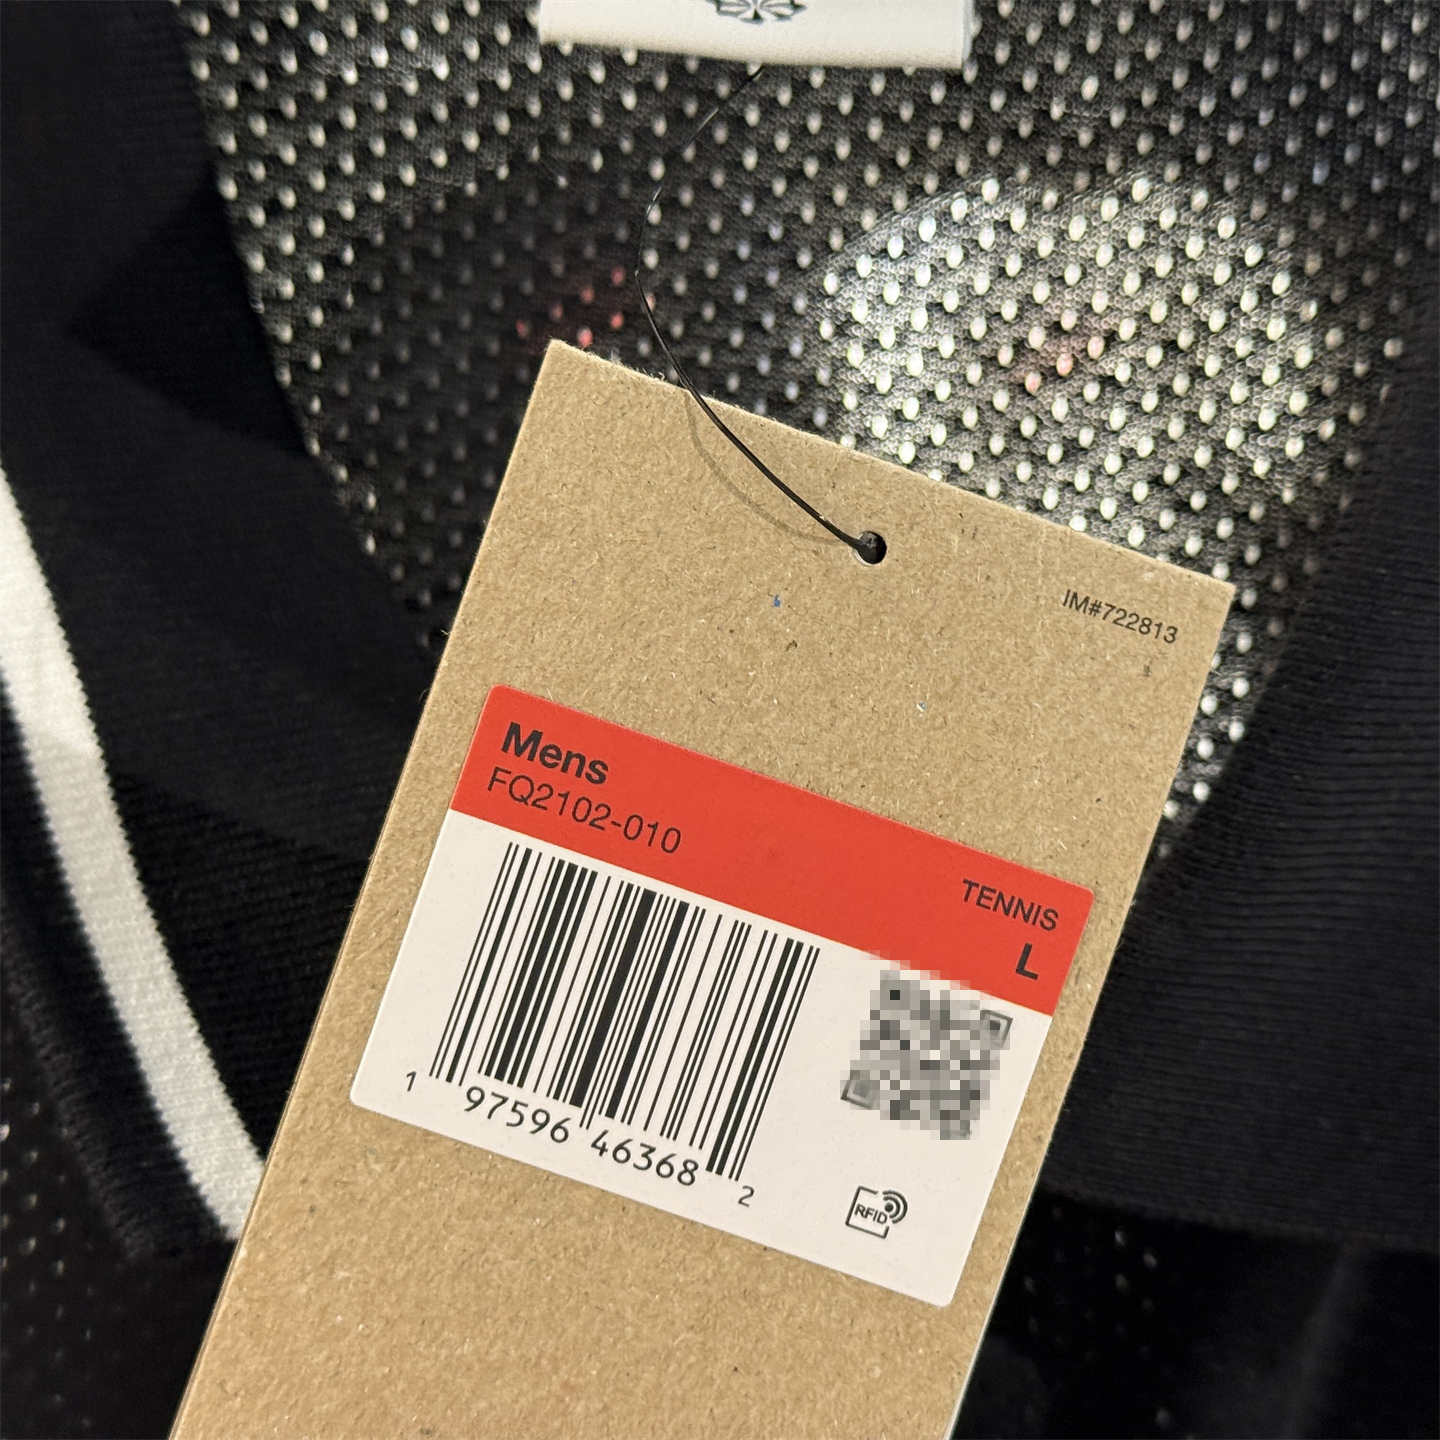 IM#722813
Mens
FQ2102-010
TENNIS
L
1 97596 46368 2
RFID